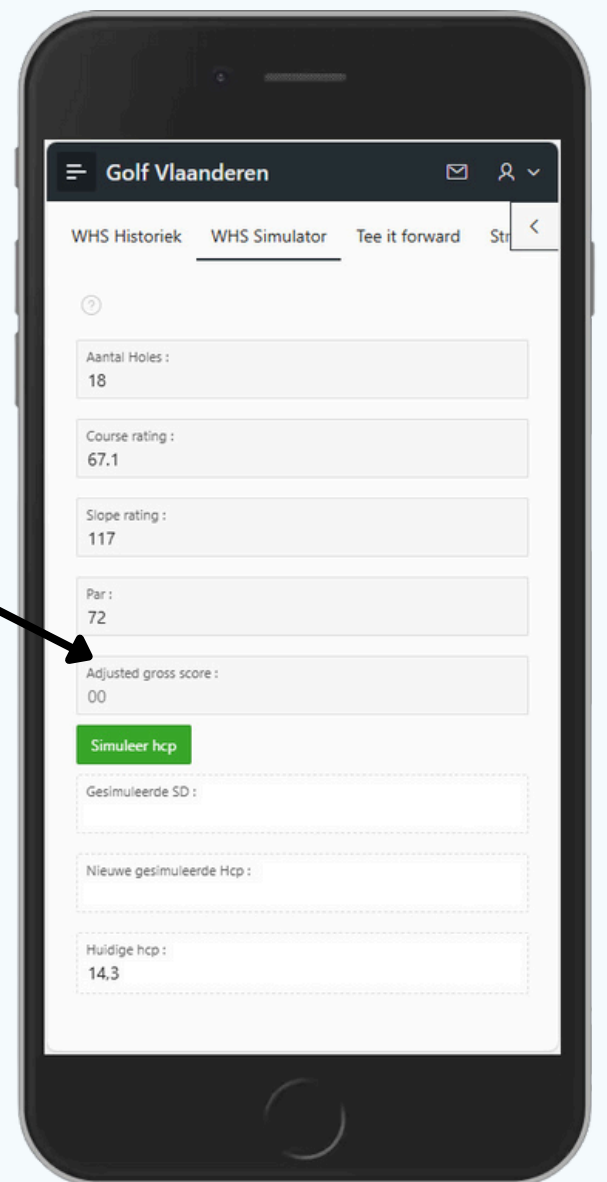 Golf Vlaanderen
WHS Historiek WHS Simulator Tee it forward Str
Aantal Holes :
18
Course rating :
67.1
Slope rating :
117
Par :
72
Adjusted gross score :
00
Simuleer hcp
Gesimuleerde SD :
Nieuwe gesimuleerde Hcp :
Huidige hcp :
14,3